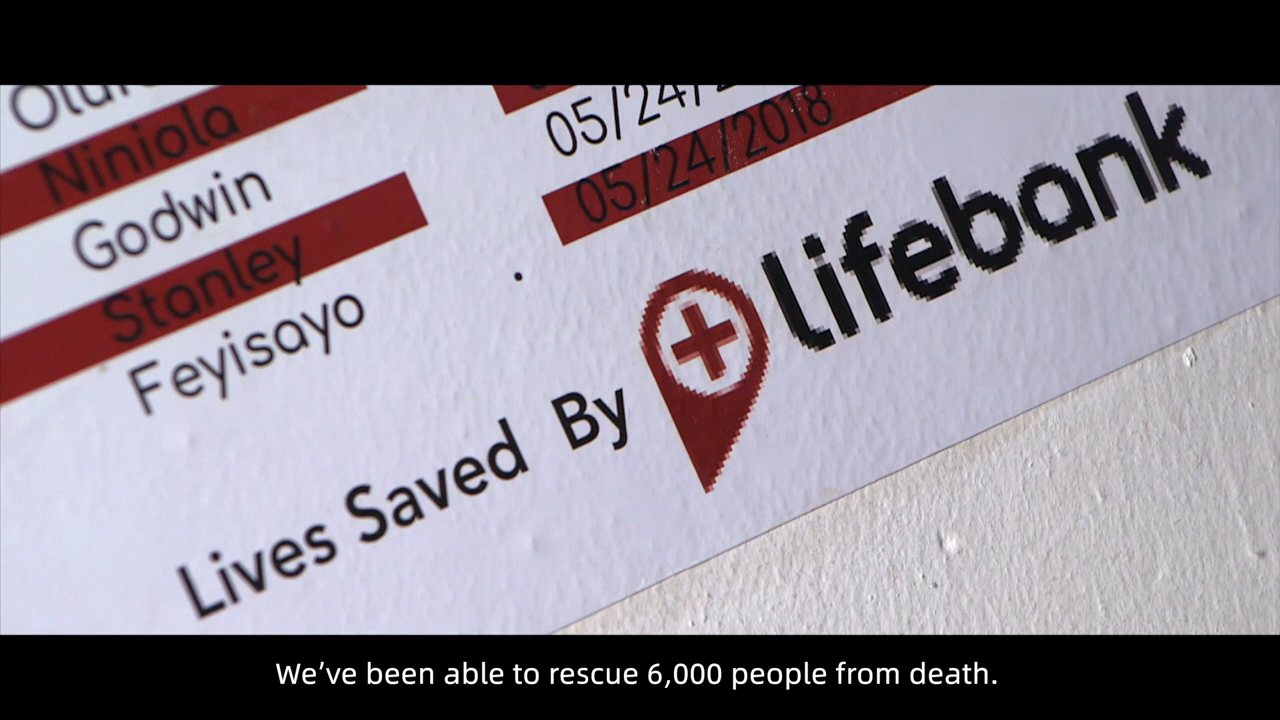 Niniola
05/24/2018
Godwin
Stanley
Feyisayo
Lives Saved By lifebank
We’ve been able to rescue 6,000 people from death.